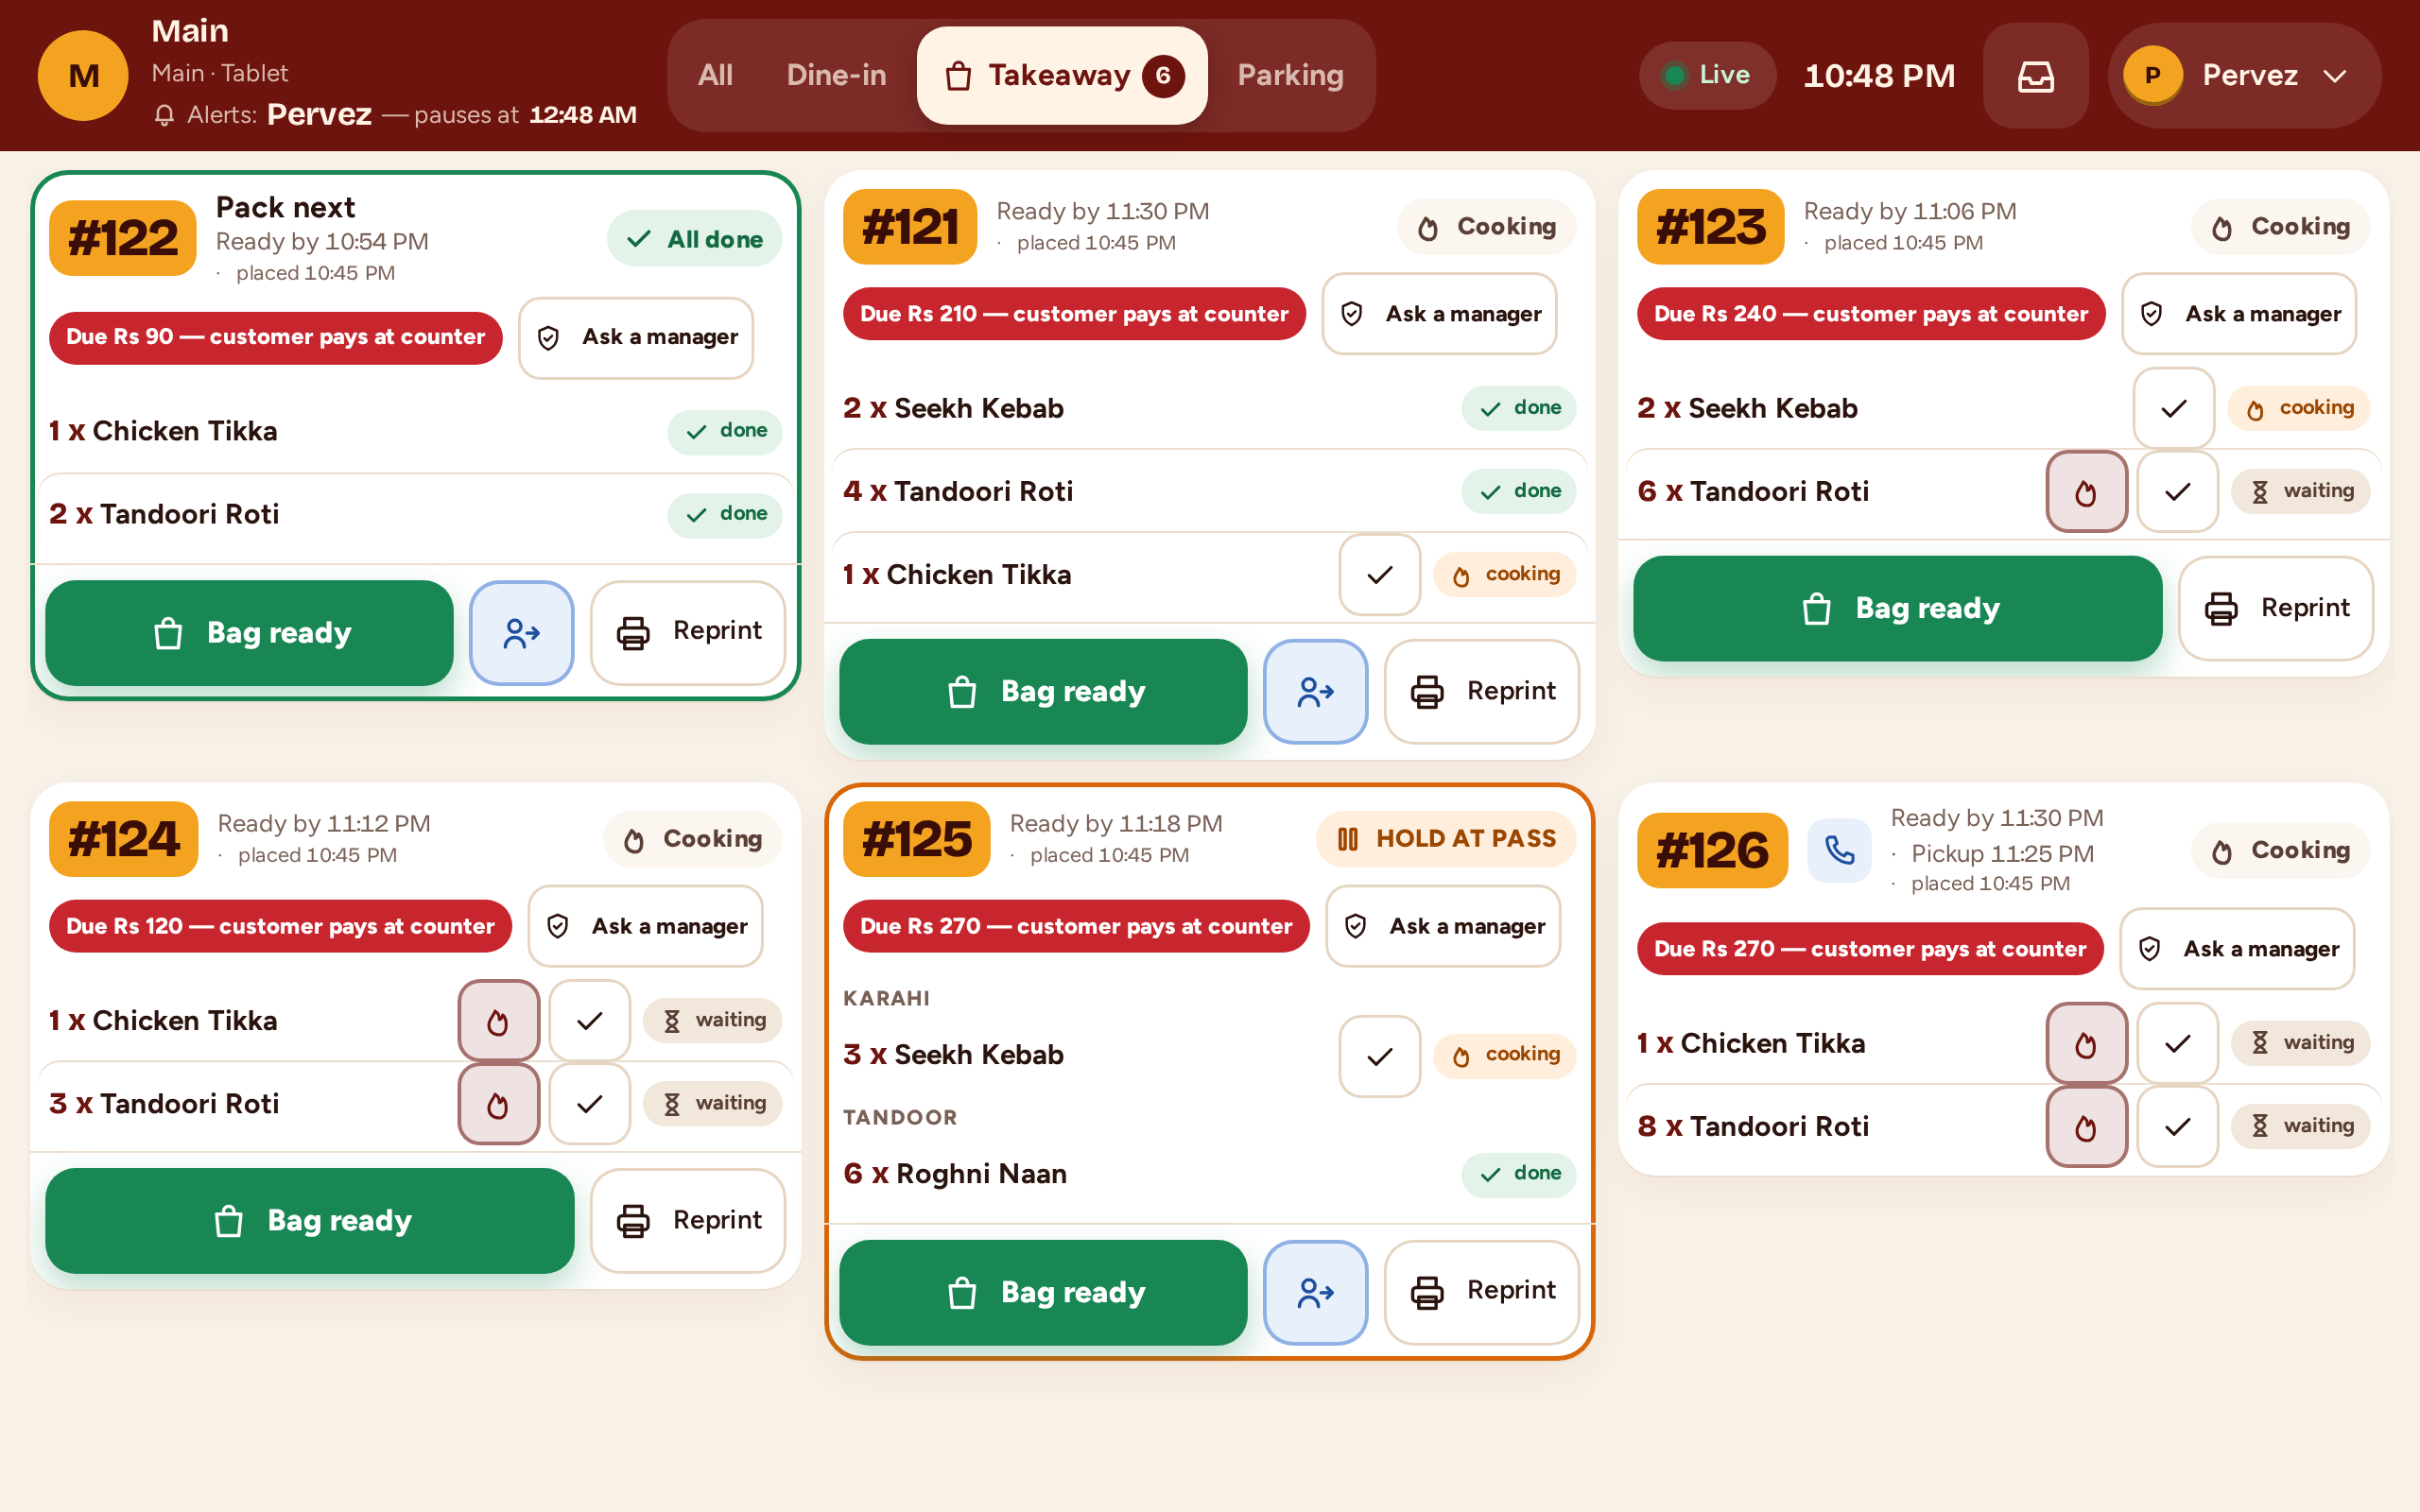 M
Main
Main · Tablet
Alerts: Pervez — pauses at 12:48 AM
All
Dine-in
Takeaway 6
Parking
Live
10:48 PM
P
Pervez
#122
Pack next
Ready by 10:54 PM
· placed 10:45 PM
All done
Due Rs 90 — customer pays at counter
Ask a manager
1 x Chicken Tikka
done
2 x Tandoori Roti
done
Bag ready
Reprint
#121
Ready by 11:30 PM
· placed 10:45 PM
Cooking
Due Rs 210 — customer pays at counter
Ask a manager
2 x Seekh Kebab
done
4 x Tandoori Roti
done
1 x Chicken Tikka
cooking
Bag ready
Reprint
#123
Ready by 11:06 PM
· placed 10:45 PM
Cooking
Due Rs 240 — customer pays at counter
Ask a manager
2 x Seekh Kebab
cooking
6 x Tandoori Roti
waiting
Bag ready
Reprint
#124
Ready by 11:12 PM
· placed 10:45 PM
Cooking
Due Rs 120 — customer pays at counter
Ask a manager
1 x Chicken Tikka
waiting
3 x Tandoori Roti
waiting
Bag ready
Reprint
#125
Ready by 11:18 PM
· placed 10:45 PM
HOLD AT PASS
Due Rs 270 — customer pays at counter
Ask a manager
KARAHI
3 x Seekh Kebab
cooking
TANDOOR
6 x Roghni Naan
done
Bag ready
Reprint
#126
Ready by 11:30 PM
· Pickup 11:25 PM
· placed 10:45 PM
Cooking
Due Rs 270 — customer pays at counter
Ask a manager
1 x Chicken Tikka
waiting
8 x Tandoori Roti
waiting